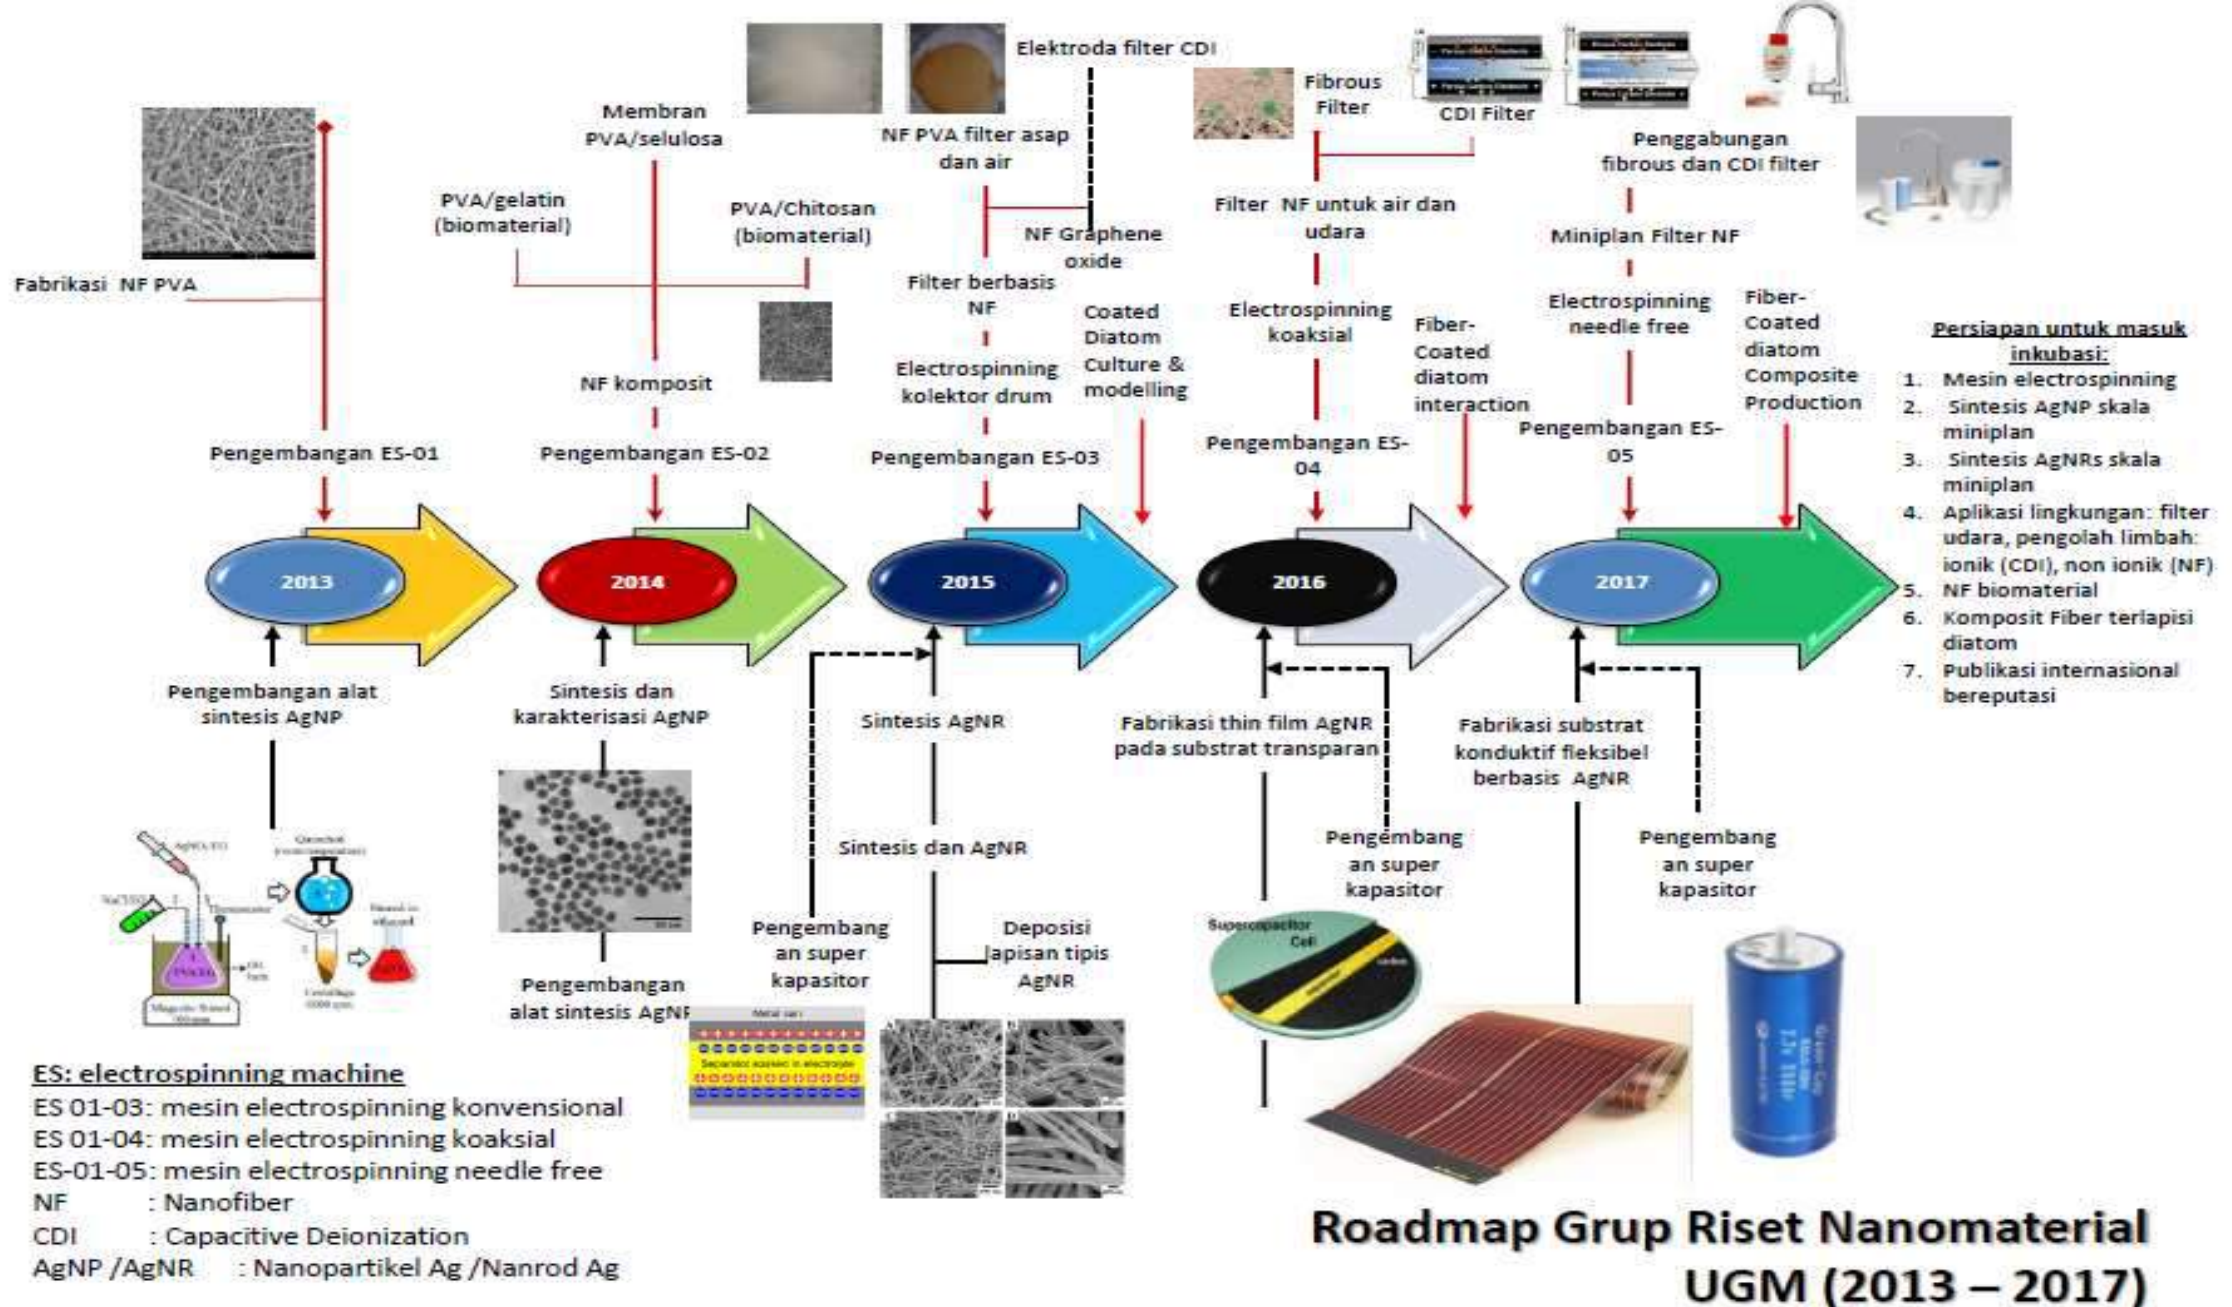 Elektroda filter CDI
NF PVA filter asap
dan air
NF Graphene
oxide
Filter berbasis
NF
Electrospinning
kolektor drum
Pengembangan ES-03
Coated
Diatom
Culture &
modelling
Fabrikasi NF PVA
Pengembangan ES-01
Membran
PVA/selulosa
PVA/gelatin
(biomaterial)
PVA/Chitosan
(biomaterial)
NF komposit
Pengembangan ES-02
Fibrous
Filter
CDI Filter
Filter NF untuk air dan
udara
Electrospinning
koaksial
Pengembangan ES-
04
Fiber-
Coated
diatom
interaction
Penggabungan
fibrous dan CDI filter
Miniplan Filter NF
Electrospinning
needle free
Pengembangan ES-
05
Fiber-
Coated
diatom
Composite
Production
Persiapan untuk masuk
inkubasi:
1. Mesin electrospinning
2. Sintesis AgNP skala
miniplan
3. Sintesis AgNRs skala
miniplan
4. Aplikasi lingkungan: filter
udara, pengolah limbah:
ionik (CDI), non ionik (NF)
5. NF biomaterial
6. Komposit Fiber terlapisi
diatom
7. Publikasi internasional
bereputasi
2013
2014
2015
2016
2017
Pengembangan alat
sintesis AgNP
Sintesis dan
karakterisasi AgNP
Pengembangan
alat sintesis AgNP
Sintesis AgNR
Sintesis dan AgNR
Pengembang
an super
kapasitor
Deposisi
lapisan tipis
AgNR
Metal
Separator soaked in electrolyte
Fabrikasi thin film AgNR
pada substrat transparan
Pengembang
an super
kapasitor
Supercapacitor
Cell
Fabrikasi substrat
konduktif fleksibel
berbasis AgNR
Pengembang
an super
kapasitor
ES: electrospinning machine
ES 01-03: mesin electrospinning konvensional
ES 01-04: mesin electrospinning koaksial
ES-01-05: mesin electrospinning needle free
NF : Nanofiber
CDI : Capacitive Deionization
AgNP /AgNR : Nanopartikel Ag /Nanrod Ag
Roadmap Grup Riset Nanomaterial
UGM (2013 – 2017)